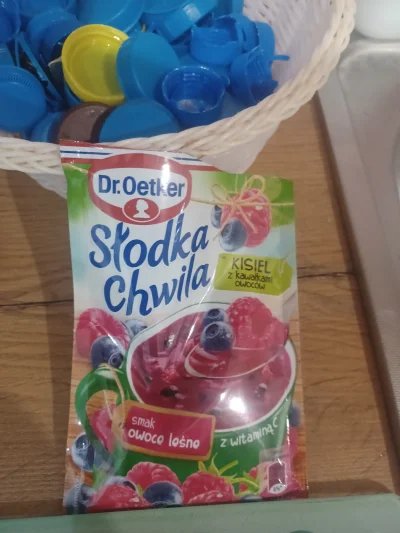 Dr.Oetker
Słodka
Chwila
KISIEL
z kawałkami
owoców
smak
owoce leśne
z witaminą C